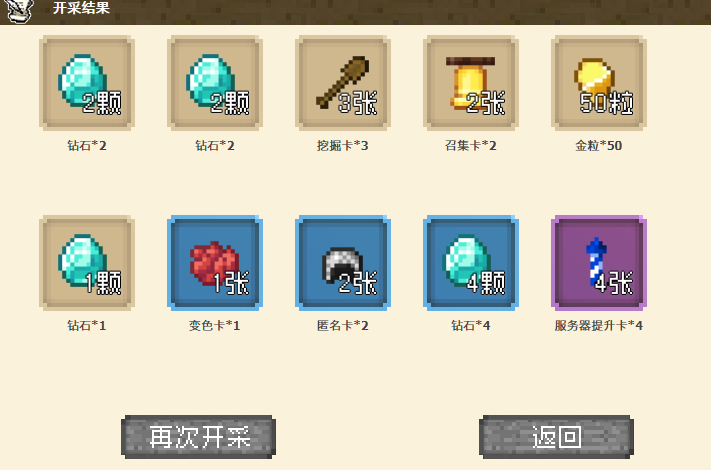 开采结果
2颗 2颗 3张 2张 50粒
钻石*2 钻石*2 挖掘卡*3 召集卡*2 金粒*50
1颗 1张 2张 4颗 4张
钻石*1 变色卡*1 匿名卡*2 钻石*4 服务器提升卡*4
再次开采 返回